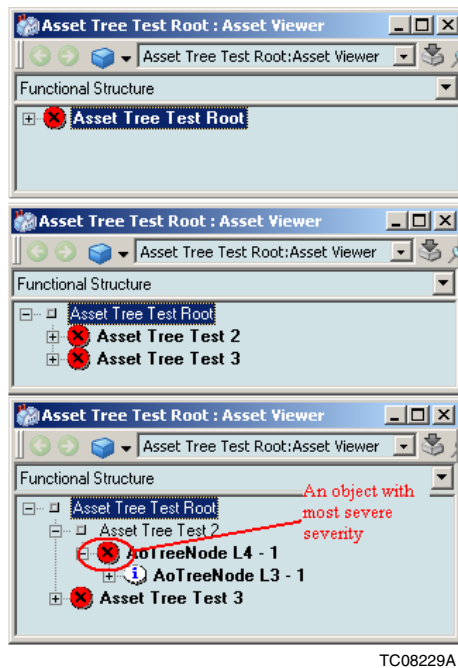 Asset Tree Test Root : Asset Viewer
Asset Tree Test Root:Asset Viewer
Functional Structure
Asset Tree Test Root
Asset Tree Test Root : Asset Viewer
Asset Tree Test Root:Asset Viewer
Functional Structure
Asset Tree Test Root
Asset Tree Test 2
Asset Tree Test 3
Asset Tree Test Root : Asset Viewer
Asset Tree Test Root:Asset Viewer
Functional Structure
An object with
most severe
severity
Asset Tree Test Root
Asset Tree Test 2
AoTreeNode L4 - 1
AoTreeNode L3 - 1
Asset Tree Test 3
TC08229A